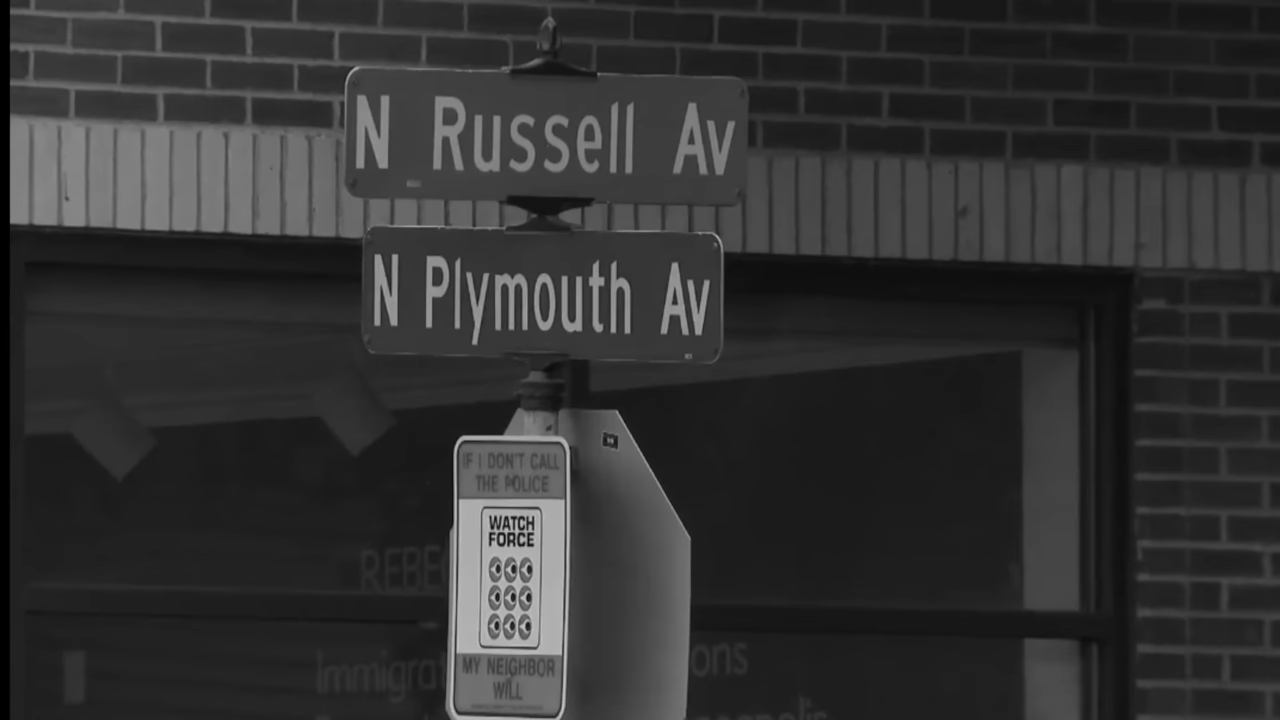 N Russell Av
N Plymouth Av
IF I DON'T CALL
THE POLICE
WATCH
FORCE
MY NEIGHBOR
WILL